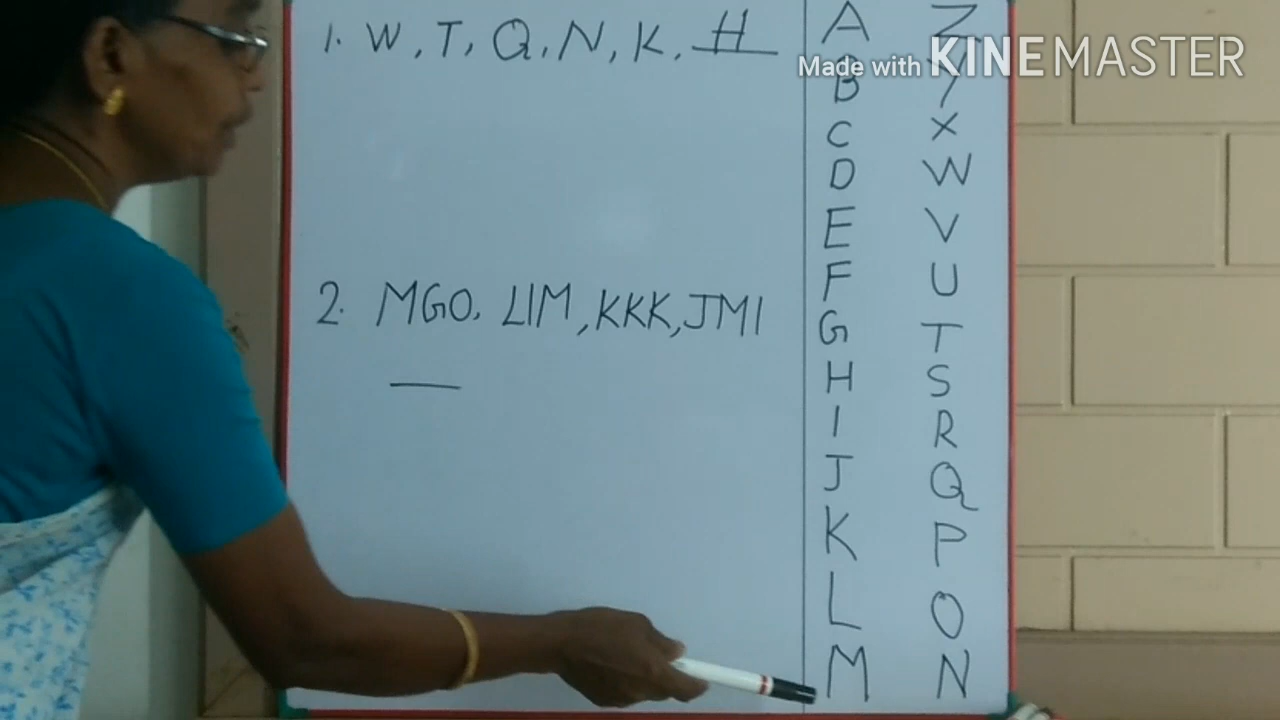 1. W, T, Q, N, K, H
2. MGO, LIM, KKK, JMI
A Z
B Y
C X
D W
E V
F U
G T
H S
I R
J Q
K P
L O
M N
Made with KINEMASTER